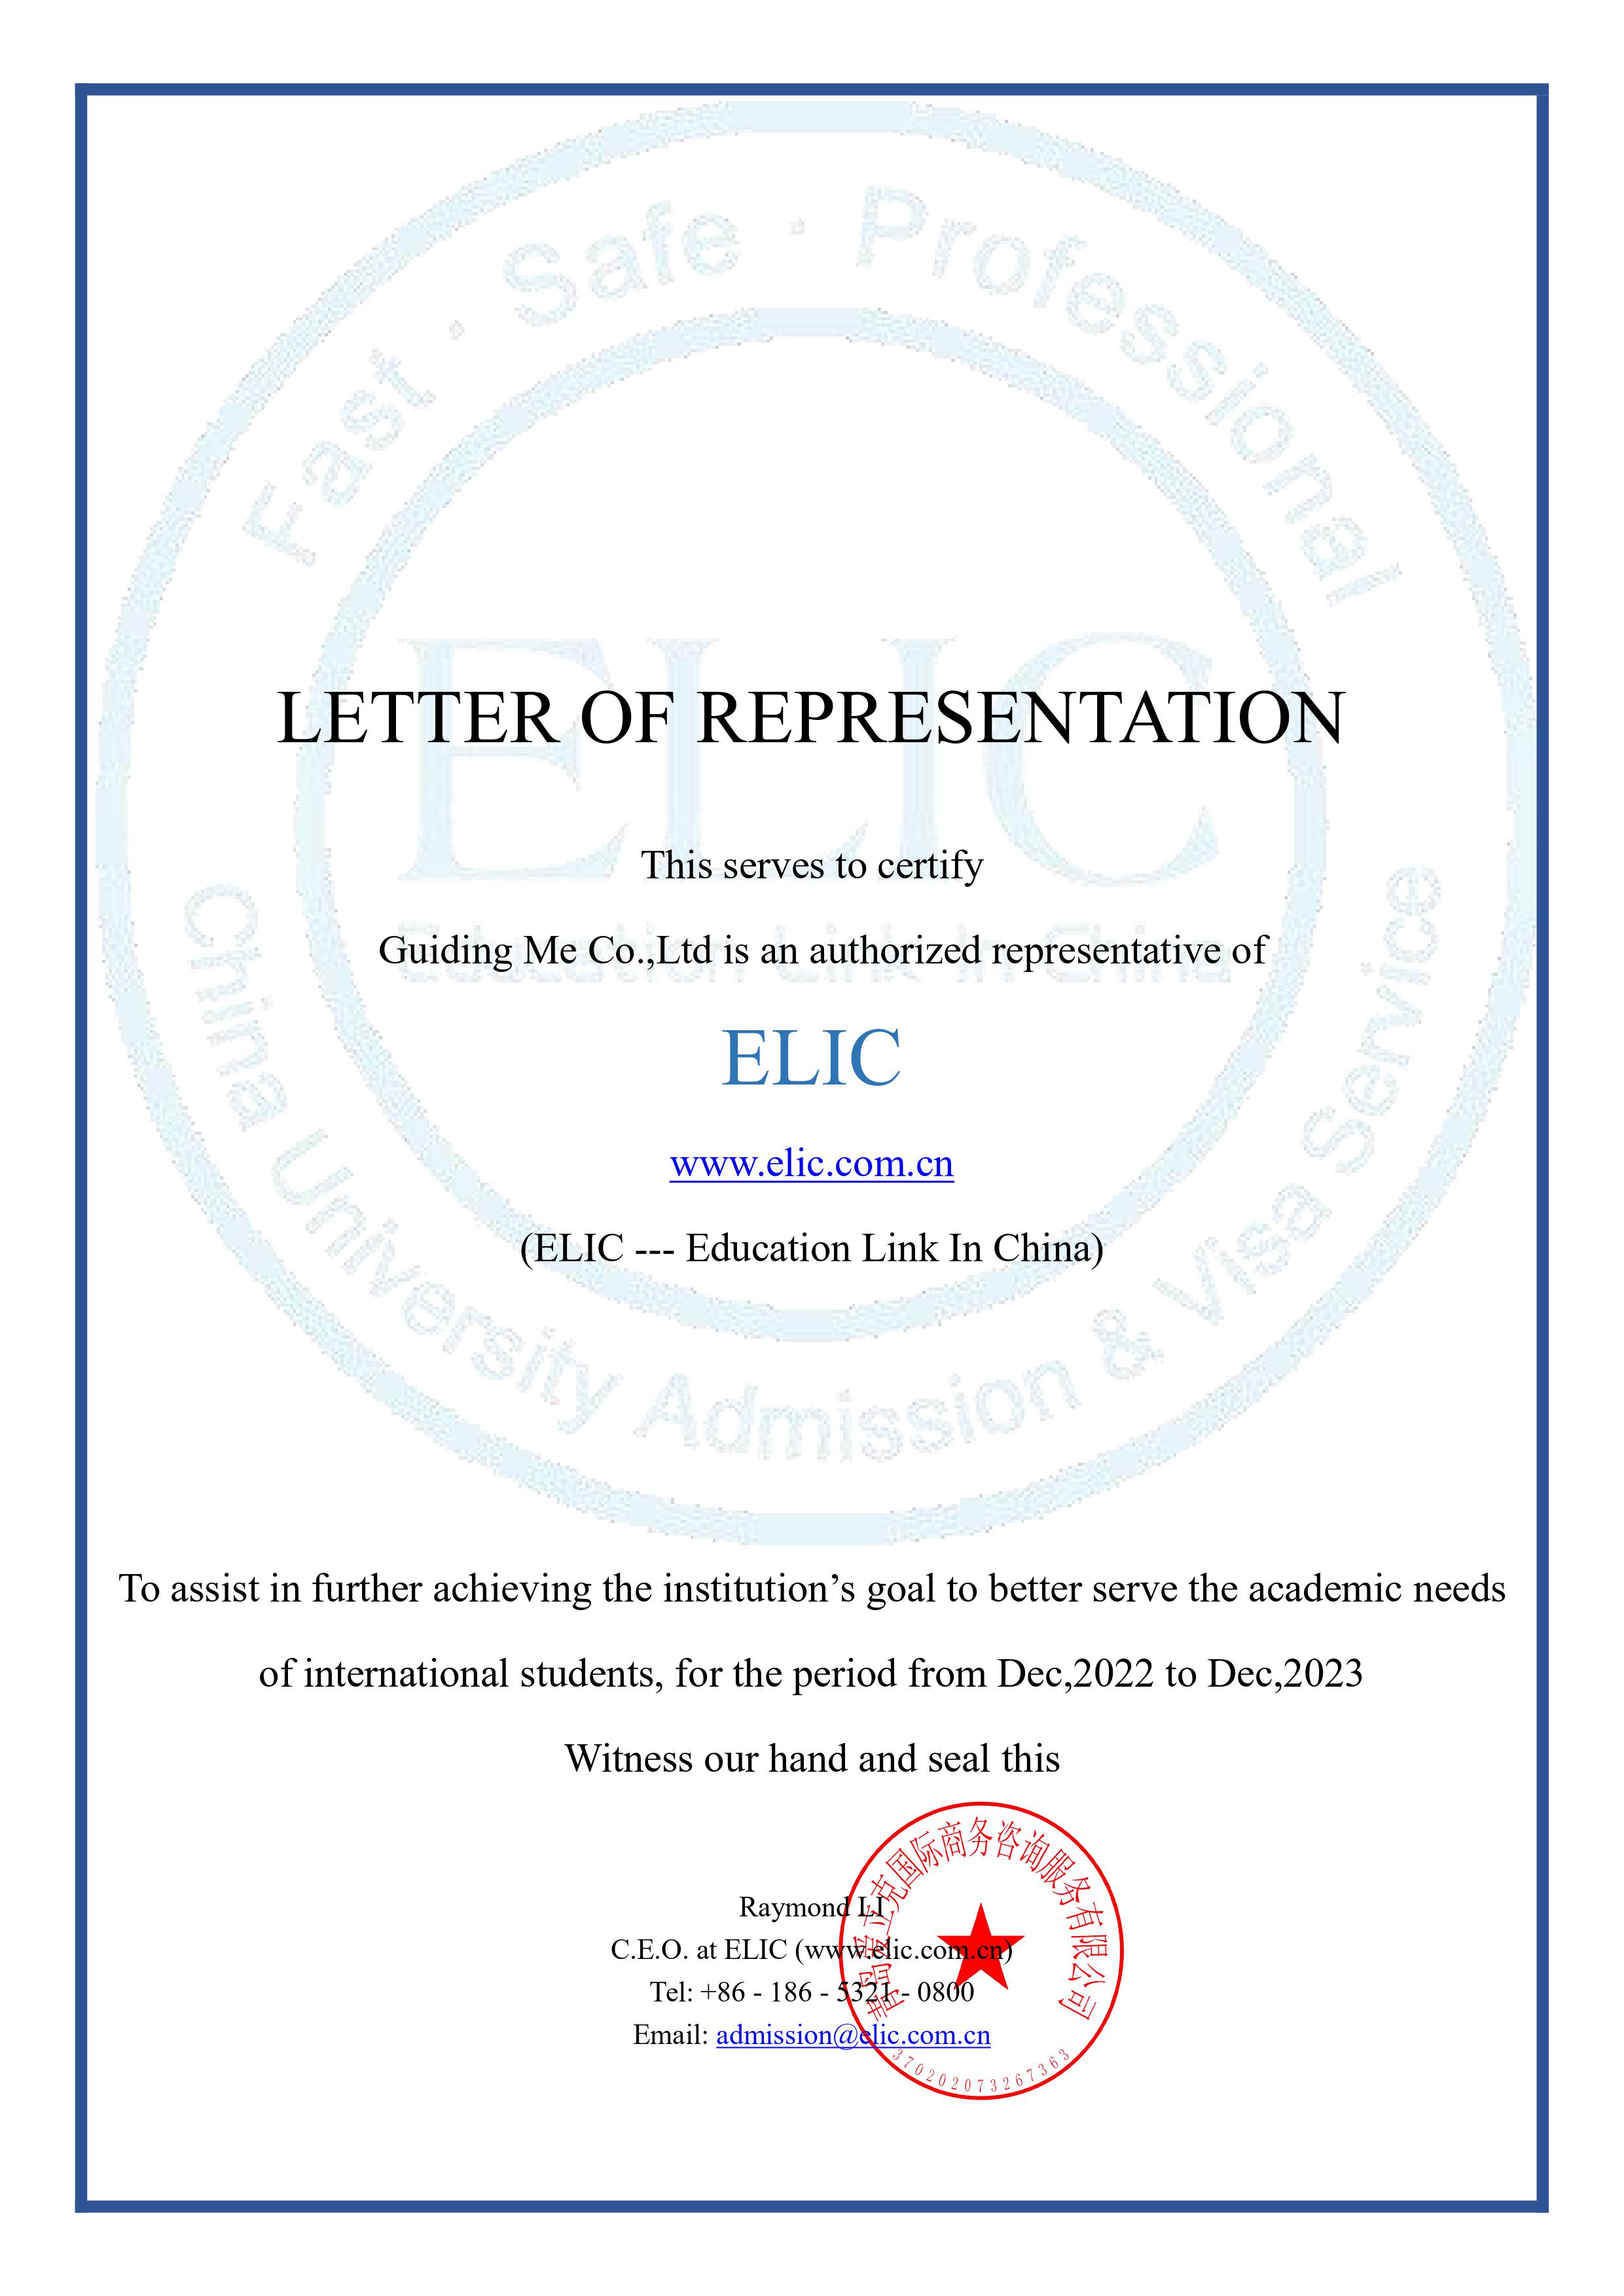 Fast · Safe · Professional
ELIC
LETTER OF REPRESENTATION
This serves to certify
Education Link In China
Guiding Me Co.,Ltd is an authorized representative of
ELIC
www.elic.com.cn
(ELIC --- Education Link In China)
China University Admission & Visa Service
To assist in further achieving the institution’s goal to better serve the academic needs
of international students, for the period from Dec,2022 to Dec,2023
Witness our hand and seal this
青岛爱立克国际商务咨询服务有限公司
Raymond LI
C.E.O. at ELIC (www.elic.com.cn)
Tel: +86 - 186 - 5321 - 0800
Email: admission@elic.com.cn
370202073267363